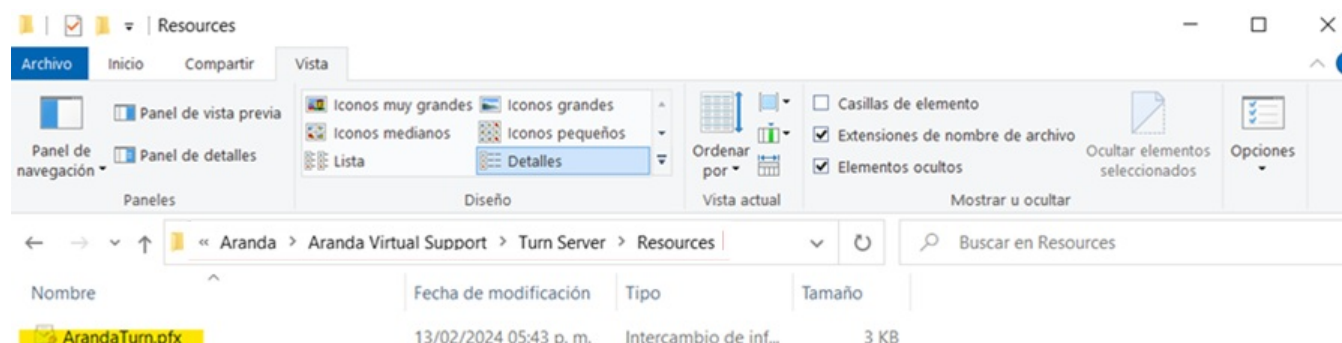 Resources
Archivo Inicio Compartir Vista
Panel de navegación
Panel de vista previa
Panel de detalles
Paneles
Iconos muy grandes Iconos grandes
Iconos medianos Iconos pequeños
Lista Detalles
Diseño
Ordenar por
Vista actual
Casillas de elemento
Extensiones de nombre de archivo
Elementos ocultos
Ocultar elementos seleccionados
Mostrar u ocultar
Opciones
« Aranda > Aranda Virtual Support > Turn Server > Resources
Buscar en Resources
Nombre Fecha de modificación Tipo Tamaño
ArandaTurn.pfx 13/02/2024 05:43 p. m. Intercambio de inf... 3 KB